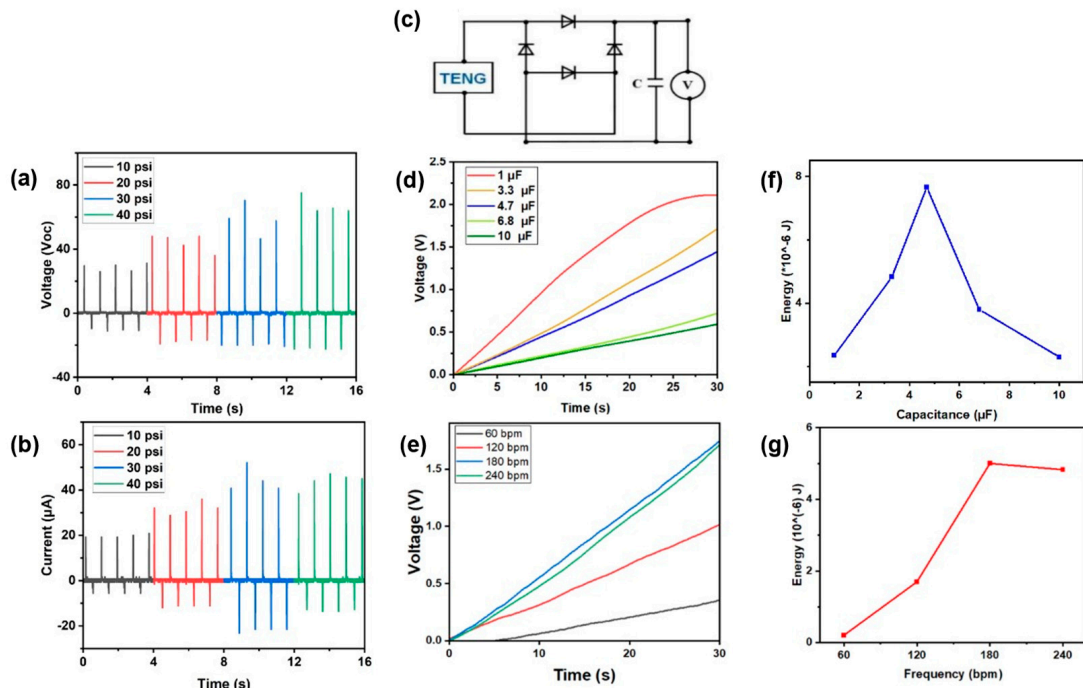 (c)
TENG
C
V
(a)
10 psi
20 psi
30 psi
40 psi
80
40
0
-40
Voltage (Voc)
0 4 8 12 16
Time (s)
(d)
1 µF
3.3 µF
4.7 µF
6.8 µF
10 µF
2.5
2.0
1.5
1.0
0.5
0.0
Voltage (V)
0 5 10 15 20 25 30
Time (s)
(f)
8
4
Energy (*10^-6 J)
0 2 4 6 8 10
Capacitance (µF)
(b)
10 psi
20 psi
30 psi
40 psi
60
40
20
0
-20
Current (µA)
0 4 8 12 16
Time (s)
(e)
60 bpm
120 bpm
180 bpm
240 bpm
1.5
1.0
0.5
0.0
Voltage (V)
0 10 20 30
Time (s)
(g)
6
4
2
0
Energy (10^(-6) J)
60 120 180 240
Frequency (bpm)